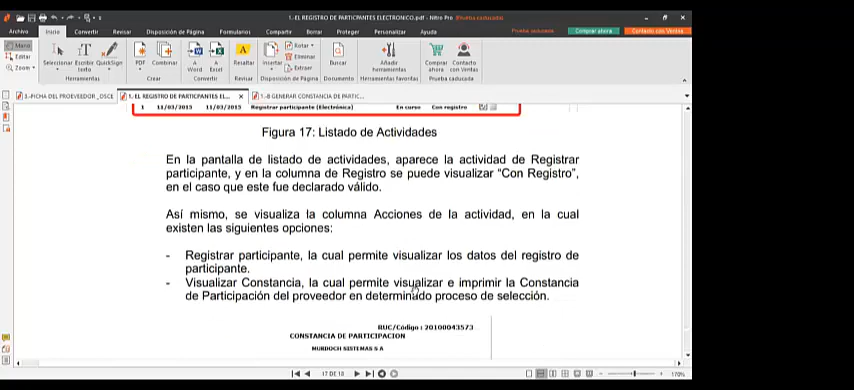 1.-EL REGISTRO DE PARTICPANTES ELECTRONICO.pdf - Nitro Pro
Archivo Inicio Convertir Revisar Disposición de Página Formularios Compartir Borrar Proteger Personalizar Ayuda Prueba caducada Comprar ahora Contacto con Ventas
Mano
Editar
Zoom
Seleccionar Escribir texto QuickSign
PDF Combinar
A Word A Excel
Resaltar
Insertar
Rotar
Eliminar
Extraer
Buscar
Añadir herramientas
Comprar ahora
Contacto con Ventas
Herramientas Crear Convertir Revisar Disposición de Página Documento Herramientas favoritas Prueba caducada
3.-FICHA DEL PROEVEEDOR _OSCE 1.-EL REGISTRO DE PARTICPANTES EL... 1.-B GENERAR CONSTANCIA DE PARTIC...
1 11/03/2015 11/03/2015 Registrar participante (Electrónica) En curso Con registro
Figura 17: Listado de Actividades
En la pantalla de listado de actividades, aparece la actividad de Registrar
participante, y en la columna de Registro se puede visualizar “Con Registro”,
en el caso que este fue declarado válido.
Así mismo, se visualiza la columna Acciones de la actividad, en la cual
existen las siguientes opciones:
- Registrar participante, la cual permite visualizar los datos del registro de
participante.
- Visualizar Constancia, la cual permite visualizar e imprimir la Constancia
de Participación del proveedor en determinado proceso de selección.
RUC/Código : 20100043573
CONSTANCIA DE PARTICIPACION
MURDOCH SISTEMAS S A
17 DE 18
170%